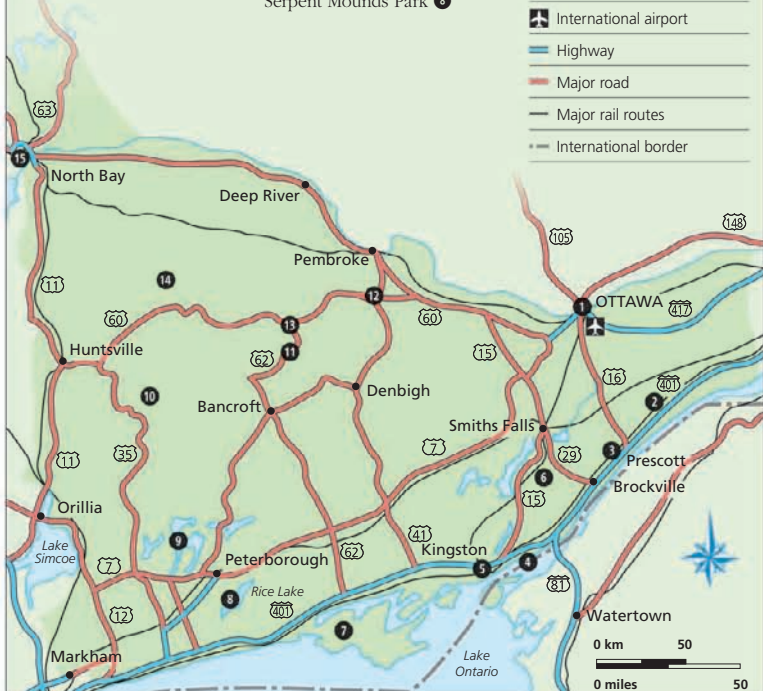 Serpent Mounds Park 8
International airport
Highway
Major road
Major rail routes
International border
63
15
North Bay
Deep River
105
148
Pembroke
11
14
12
1
OTTAWA
417
60
13
60
Huntsville
62
11
15
16
401
10
Bancroft
Denbigh
2
Smiths Falls
35
7
29
3
Prescott
11
6
Brockville
15
Orillia
9
41
Lake
Simcoe
7
Peterborough
62
Kingston
5
4
Rice Lake
81
12
8
401
Watertown
7
Markham
Lake
Ontario
0 km 50
0 miles 50